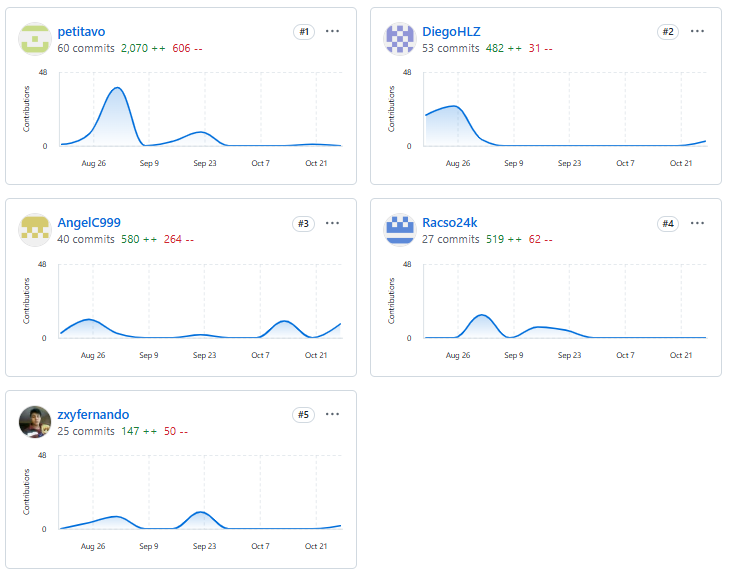 petitavo #1 ···
60 commits 2,070 ++ 606 --
48
Contributions
0
Aug 26 Sep 9 Sep 23 Oct 7 Oct 21
DiegoHLZ #2 ···
53 commits 482 ++ 31 --
48
Contributions
0
Aug 26 Sep 9 Sep 23 Oct 7 Oct 21
AngelC999 #3 ···
40 commits 580 ++ 264 --
48
Contributions
0
Aug 26 Sep 9 Sep 23 Oct 7 Oct 21
Racso24k #4 ···
27 commits 519 ++ 62 --
48
Contributions
0
Aug 26 Sep 9 Sep 23 Oct 7 Oct 21
zxyfernando #5 ···
25 commits 147 ++ 50 --
48
Contributions
0
Aug 26 Sep 9 Sep 23 Oct 7 Oct 21